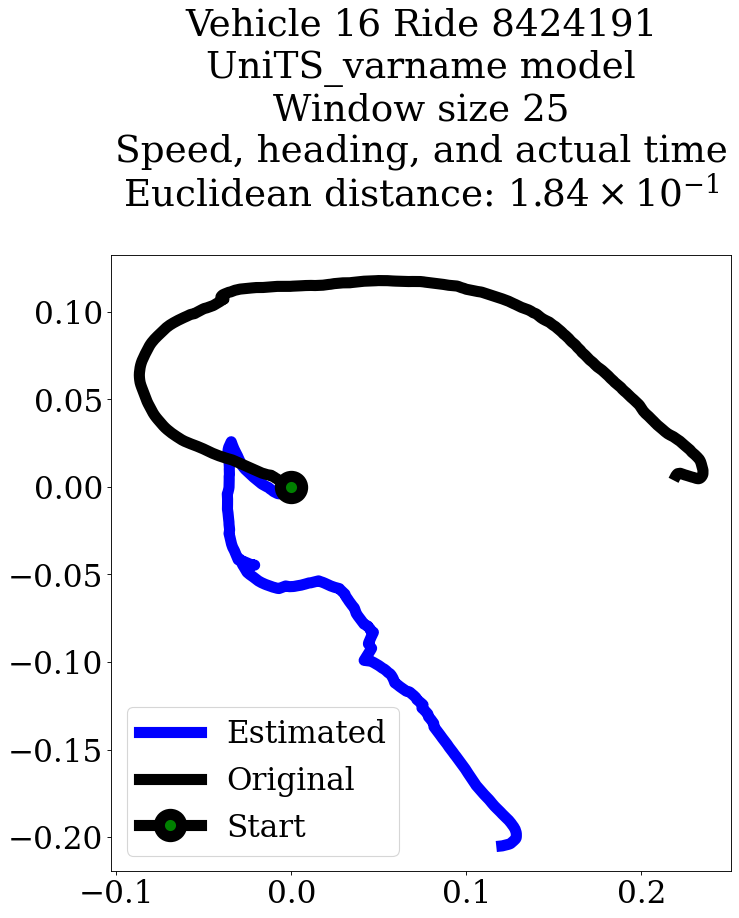 Vehicle 16 Ride 8424191
UniTS_varname model
Window size 25
Speed, heading, and actual time
Euclidean distance: 1.84 × 10⁻¹
0.10
0.05
0.00
−0.05
−0.10
−0.15
−0.20
Estimated
Original
Start
−0.1
0.0
0.1
0.2